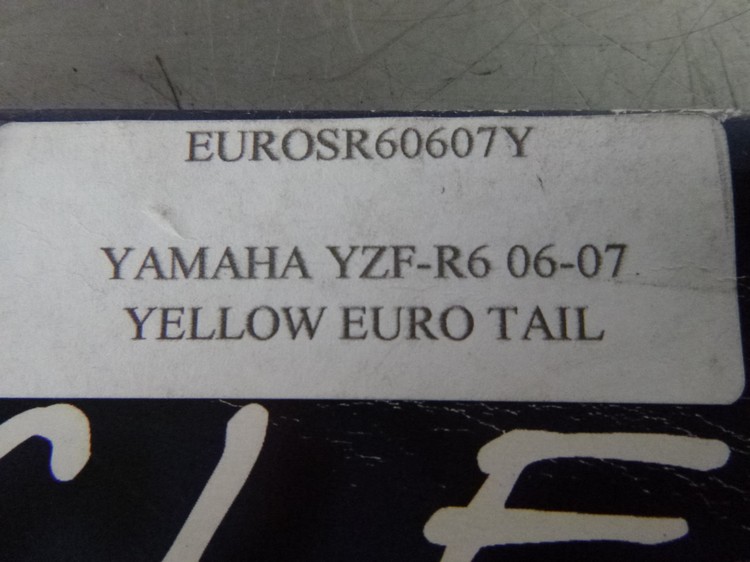 EUROSR60607Y
YAMAHA YZF-R6 06-07
YELLOW EURO TAIL